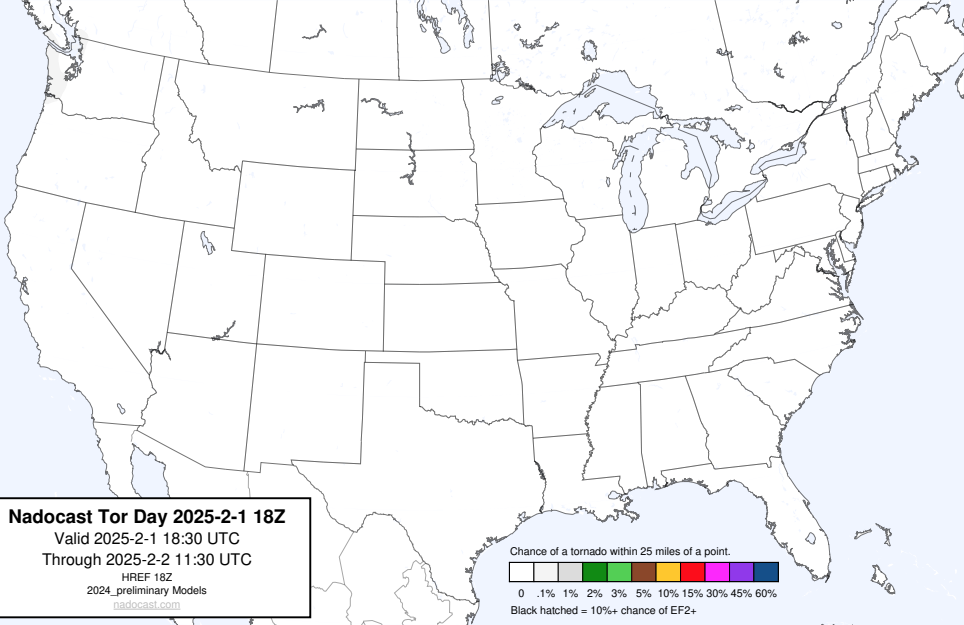 Nadocast Tor Day 2025-2-1 18Z
Valid 2025-2-1 18:30 UTC
Through 2025-2-2 11:30 UTC
HREF 18Z
2024_preliminary Models
nadocast.com
Chance of a tornado within 25 miles of a point.
0 .1% 1% 2% 3% 5% 10% 15% 30% 45% 60%
Black hatched = 10%+ chance of EF2+